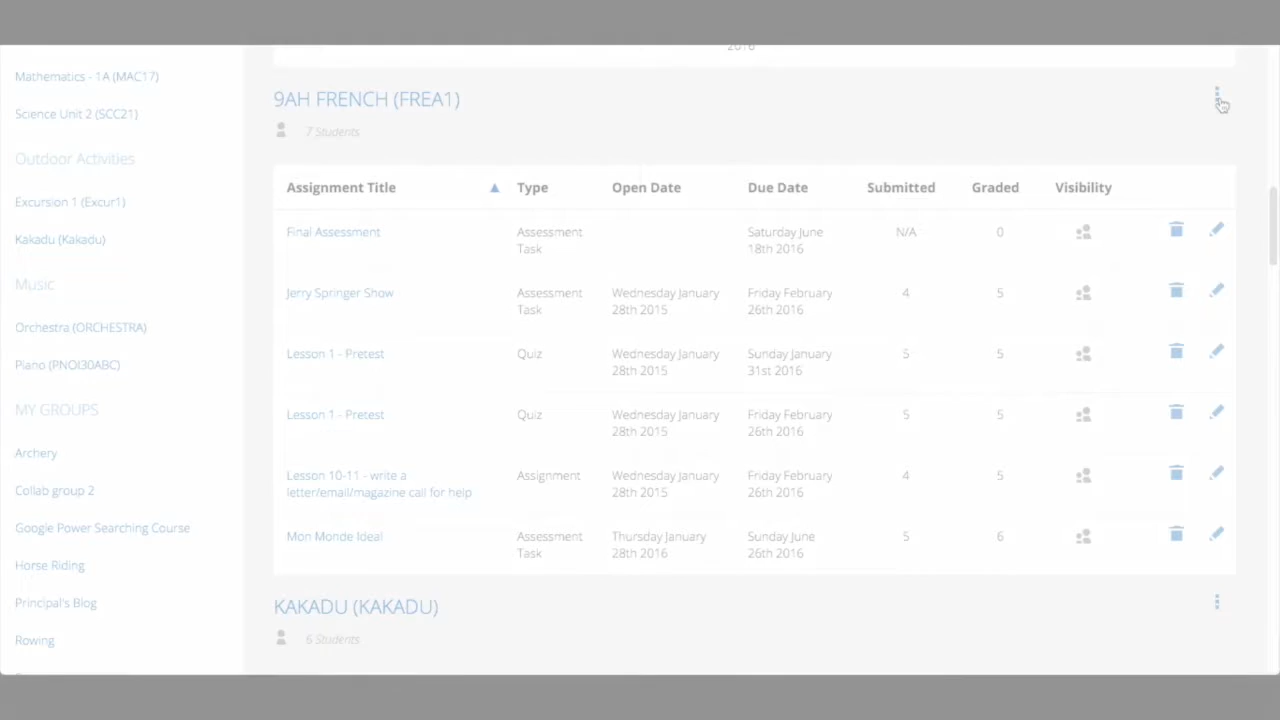 2016
Mathematics - 1A (MAC17)
Science Unit 2 (SCC21)
Outdoor Activities
Excursion 1 (Excur1)
Kakadu (Kakadu)
Music
Orchestra (ORCHESTRA)
Piano (PNOI30ABC)
MY GROUPS
Archery
Collab group 2
Google Power Searching Course
Horse Riding
Principal's Blog
Rowing
9AH FRENCH (FREA1)
7 Students
Assignment Title Type Open Date Due Date Submitted Graded Visibility
Final Assessment Assessment Saturday June N/A 0
Task 18th 2016
Jerry Springer Show Assessment Wednesday January Friday February 4 5
Task 28th 2015 26th 2016
Lesson 1 - Pretest Quiz Wednesday January Sunday January 5 5
28th 2015 31st 2016
Lesson 1 - Pretest Quiz Wednesday January Friday February 5 5
28th 2015 26th 2016
Lesson 10-11 - write a Assignment Wednesday January Friday February 4 5
letter/email/magazine call for help 28th 2015 26th 2016
Mon Monde Ideal Assessment Thursday January Sunday June 5 6
Task 28th 2016 26th 2016
KAKADU (KAKADU)
6 Students